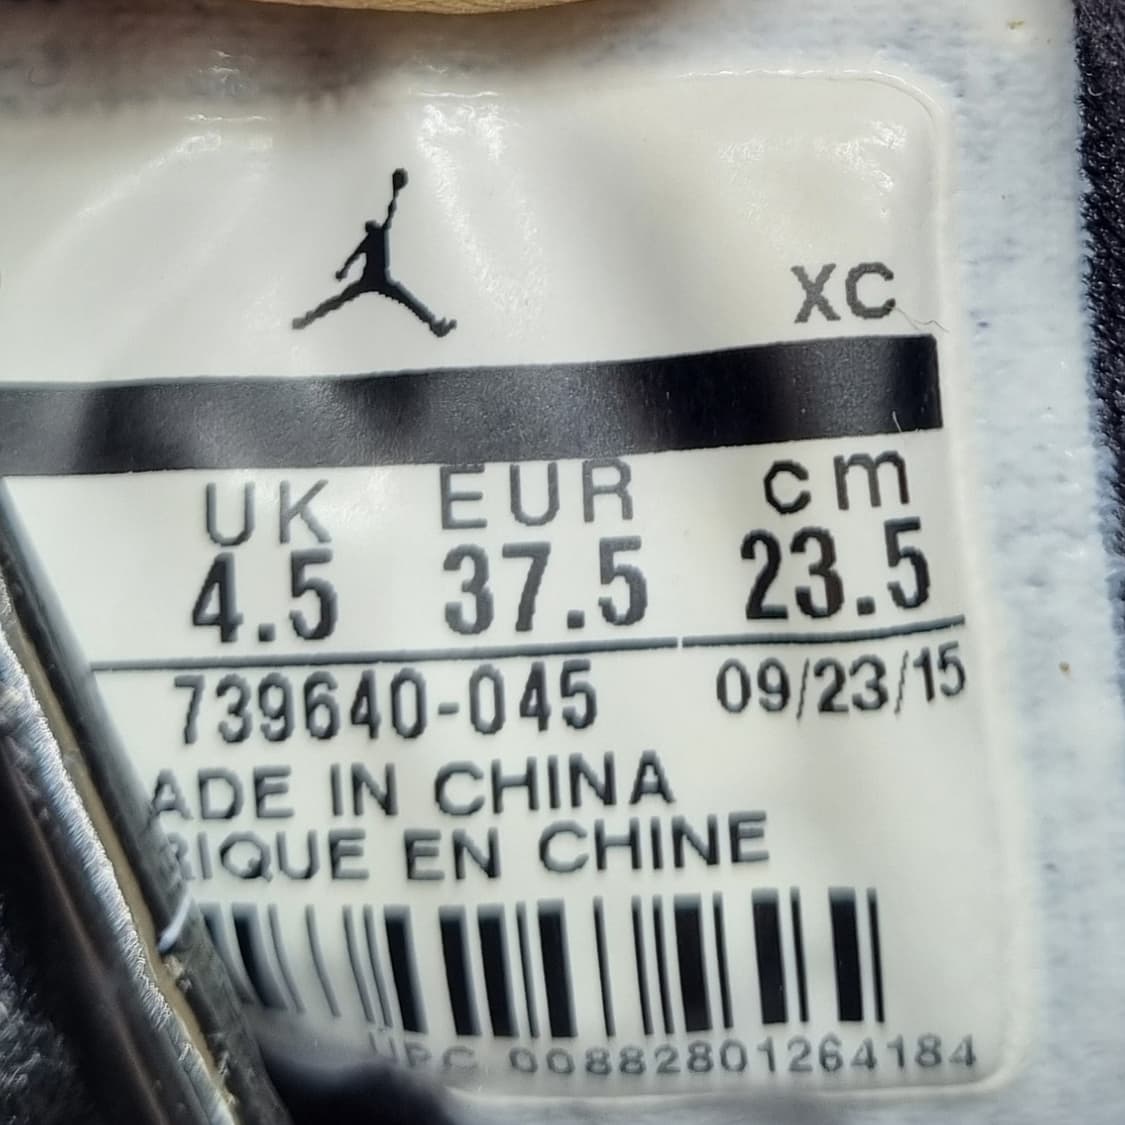 XC
UK EUR cm
4.5 37.5 23.5
739640-045 09/23/15
ADE IN CHINA
RIQUE EN CHINE
UPC 00882801264184